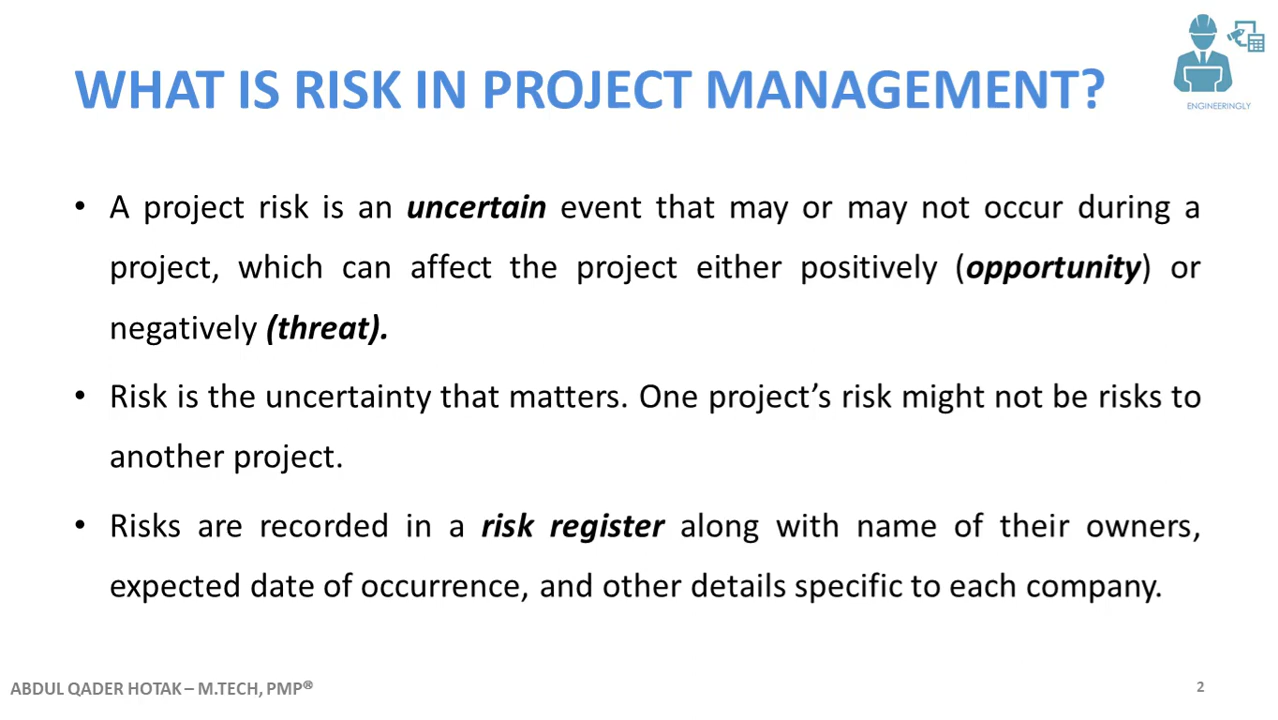 WHAT IS RISK IN PROJECT MANAGEMENT?
ENGINEERINGLY
• A project risk is an uncertain event that may or may not occur during a
project, which can affect the project either positively (opportunity) or
negatively (threat).
• Risk is the uncertainty that matters. One project’s risk might not be risks to
another project.
• Risks are recorded in a risk register along with name of their owners,
expected date of occurrence, and other details specific to each company.
ABDUL QADER HOTAK – M.TECH, PMP®
2